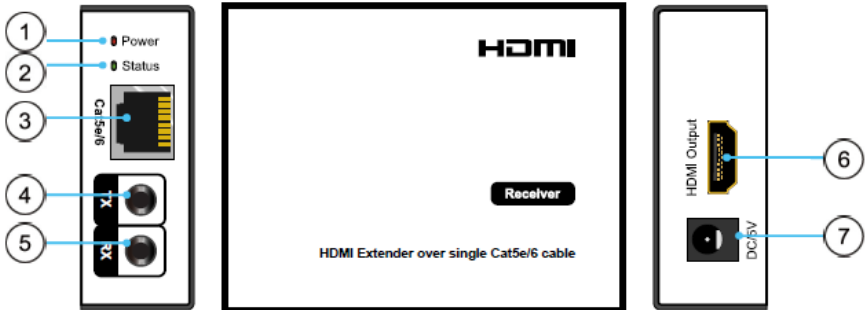 1
Power
2
Status
3
Cat5e/6
4
TX
5
RX
HDMI
Receiver
HDMI Extender over single Cat5e/6 cable
HDMI Output
6
DC/5V
7